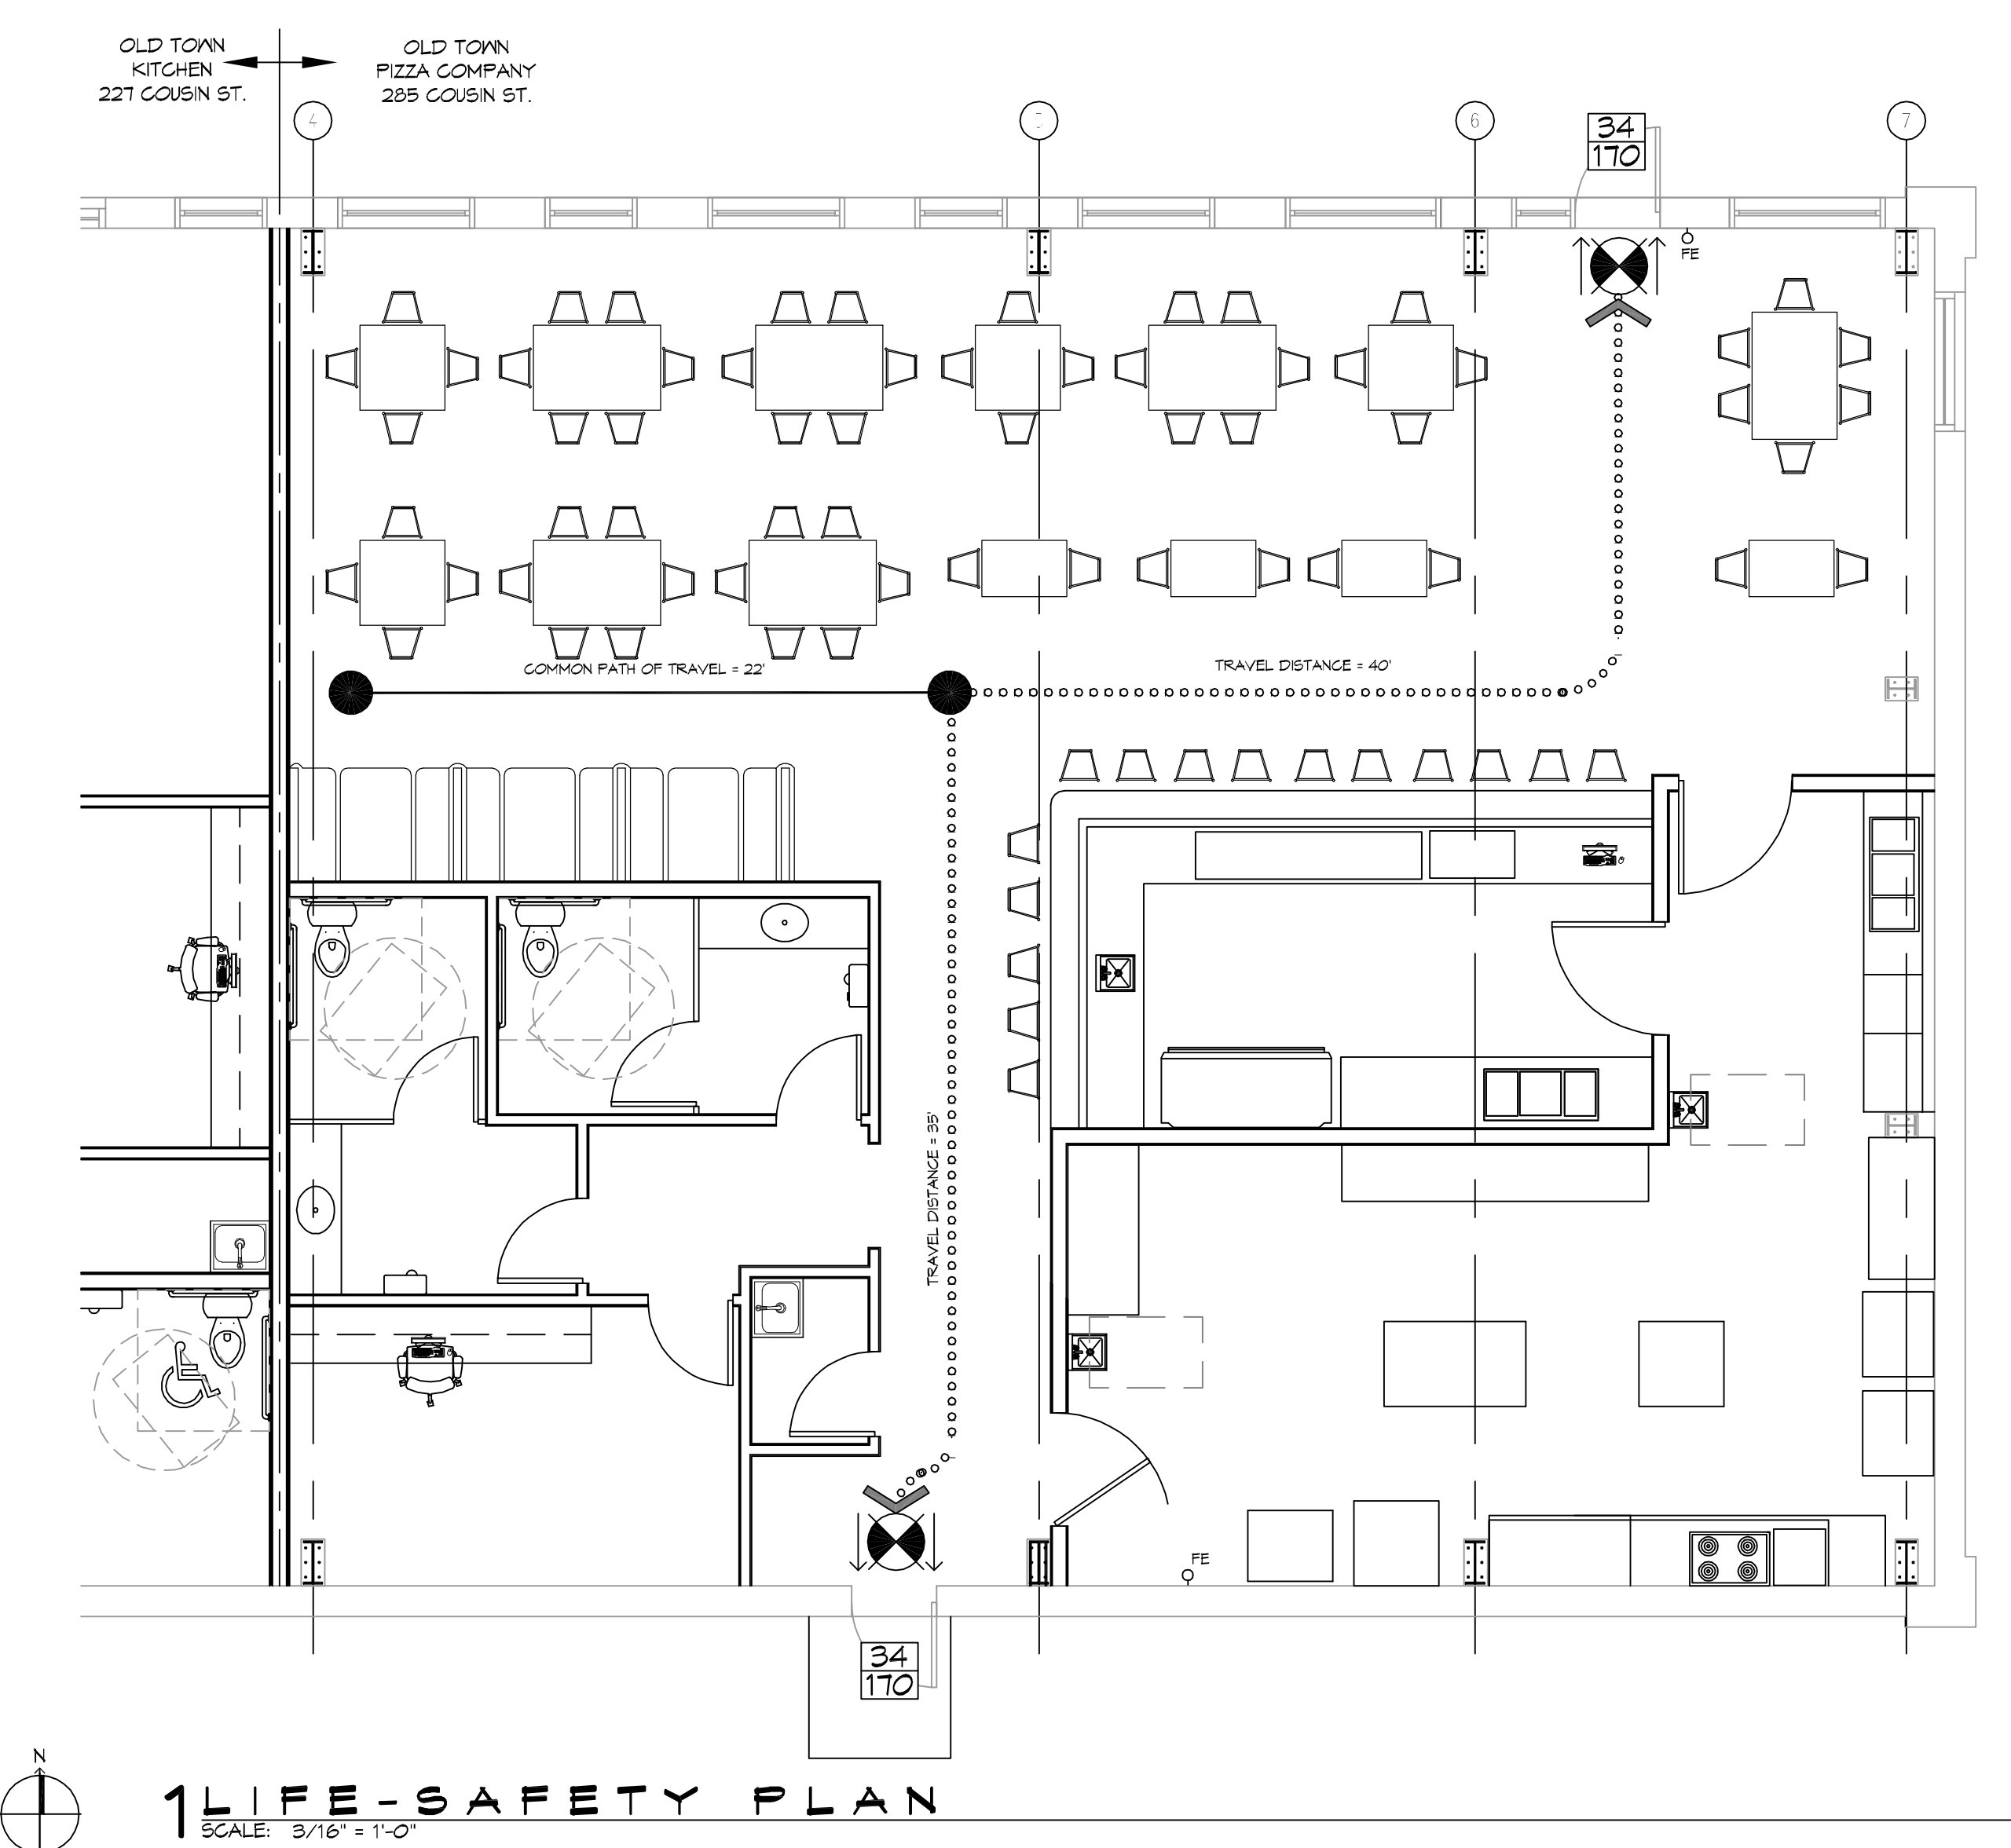 OLD TOWN
KITCHEN
227 COUSIN ST.
OLD TOWN
PIZZA COMPANY
285 COUSIN ST.
4
5
6
7
34
170
FE
COMMON PATH OF TRAVEL = 22'
TRAVEL DISTANCE = 40'
TRAVEL DISTANCE = 35'
FE
34
170
N
1 LIFE-SAFETY PLAN
SCALE: 3/16" = 1'-0"